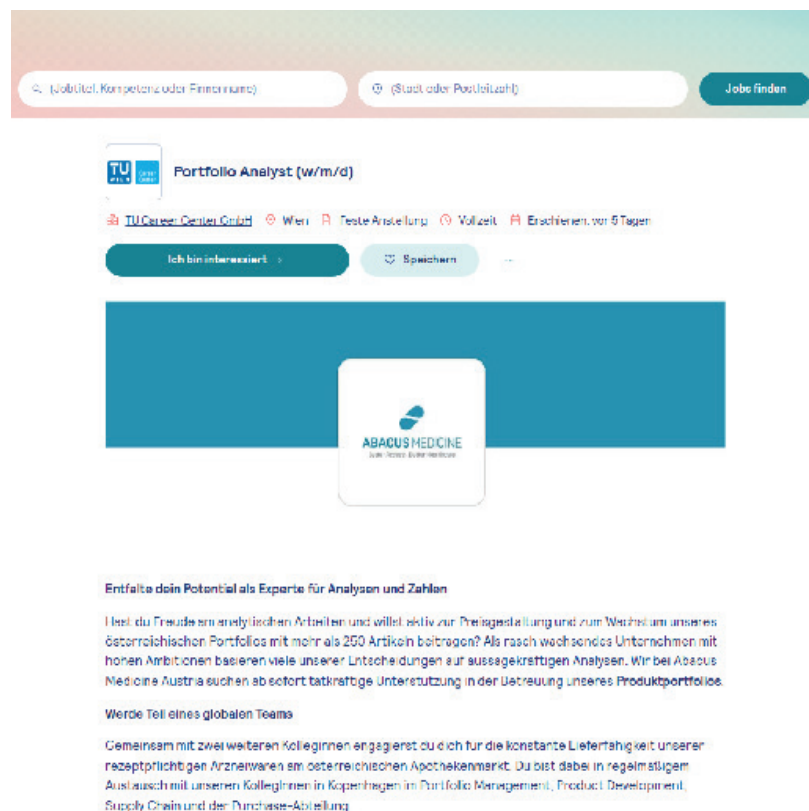 (Jobtitel, Kompetenz oder Firmenname)
(Stadt oder Postleitzahl)
Jobs finden
TU
WIEN
Career
Center
Portfolio Analyst (w/m/d)
TU Career Center GmbH
Wien
Feste Anstellung
Vollzeit
Erschienen: vor 5 Tagen
Ich bin interessiert
Speichern
ABACUS MEDICINE
Entfalte dein Potential als Experte für Analysen und Zahlen
Hast du Freude am analytischen Arbeiten und willst aktiv zur Preisgestaltung und zum Wachstum unseres
österreichischen Portfolios mit mehr als 250 Artikeln beitragen? Als rasch wachsendes Unternehmen mit
hohen Ambitionen basieren viele unserer Entscheidungen auf aussagekräftigen Analysen. Wir bei Abacus
Medicine Austria suchen ab sofort tatkräftige Unterstützung in der Betreuung unseres Produktportfolios.
Werde Teil eines globalen Teams
Gemeinsam mit zwei weiteren Kolleginnen engagierst du dich für die konstante Lieferfähigkeit unserer
rezeptpflichtigen Arzneiwaren am österreichischen Apothekenmarkt. Du bist dabei in regelmäßigem
Austausch mit unseren KollegInnen in Kopenhagen im Portfolio Management, Product Development,
Supply Chain und der Purchase-Abteilung